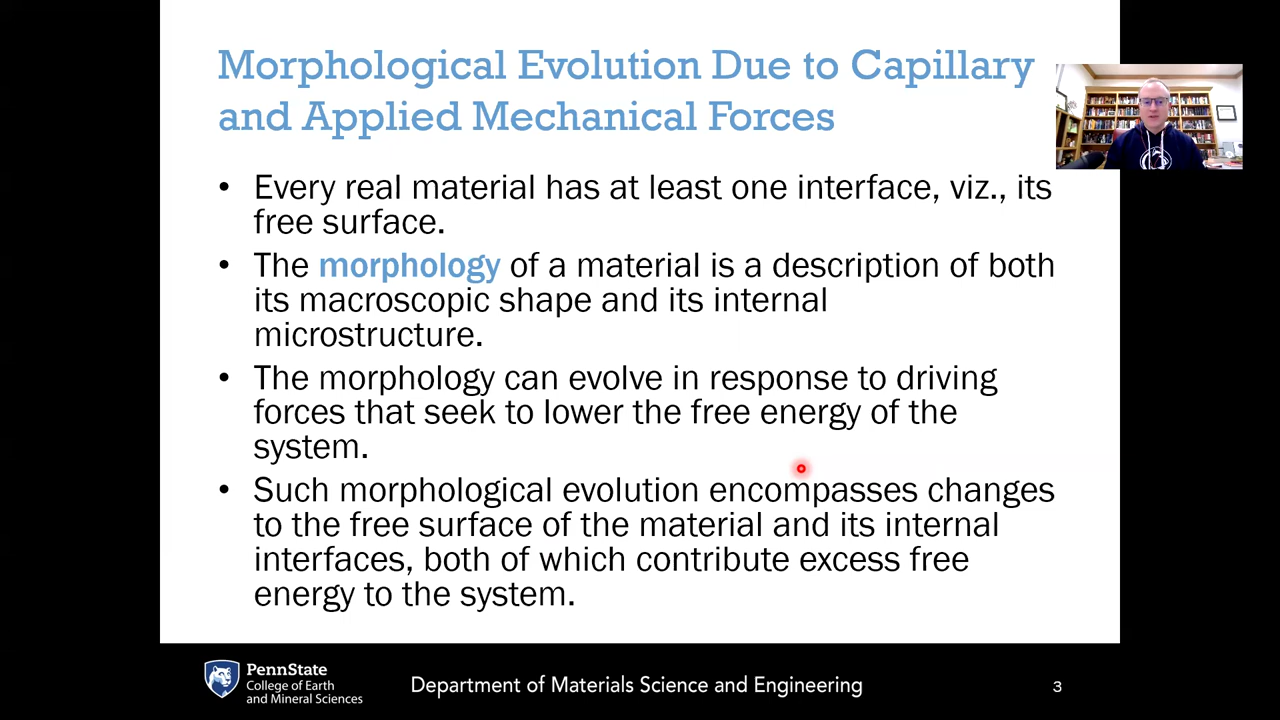 Morphological Evolution Due to Capillary
and Applied Mechanical Forces
• Every real material has at least one interface, viz., its
free surface.
• The morphology of a material is a description of both
its macroscopic shape and its internal
microstructure.
• The morphology can evolve in response to driving
forces that seek to lower the free energy of the
system.
• Such morphological evolution encompasses changes
to the free surface of the material and its internal
interfaces, both of which contribute excess free
energy to the system.
PennState
College of Earth
and Mineral Sciences
Department of Materials Science and Engineering
3